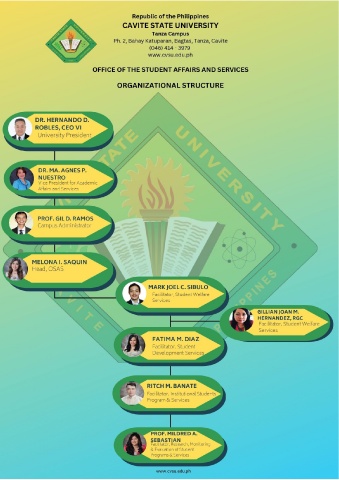 Republic of the Philippines
CAVITE STATE UNIVERSITY
Tanza Campus
Ph. 2, Bahay Katuparan, Bagtas, Tanza, Cavite
(046) 414 - 3979
www.cvsu.edu.ph
OFFICE OF THE STUDENT AFFAIRS AND SERVICES
ORGANIZATIONAL STRUCTURE
DR. HERNANDO D.
ROBLES, CEO VI
University President
DR. MA. AGNES P.
NUESTRO
Vice President for Academic
Affairs and Services
PROF. GIL D. RAMOS
Campus Administrator
MELONA I. SAQUIN
Head, OSAS
MARK JOEL C. SIBULO
Facilitator, Student Welfare
Services
GILLIAN JOAN M.
HERNANDEZ, RGC
Facilitator, Student Welfare
Services
FATIMA M. DIAZ
Facilitator, Student
Development Services
RITCH M. BANATE
Facilitator, Institutional Students
Program & Services
PROF. MILDRED A.
SEBASTIAN
Facilitator, Research, Monitoring
& Evaluation of Student
Programs & Services
www.cvsu.edu.ph
STATE UNIVERSITY